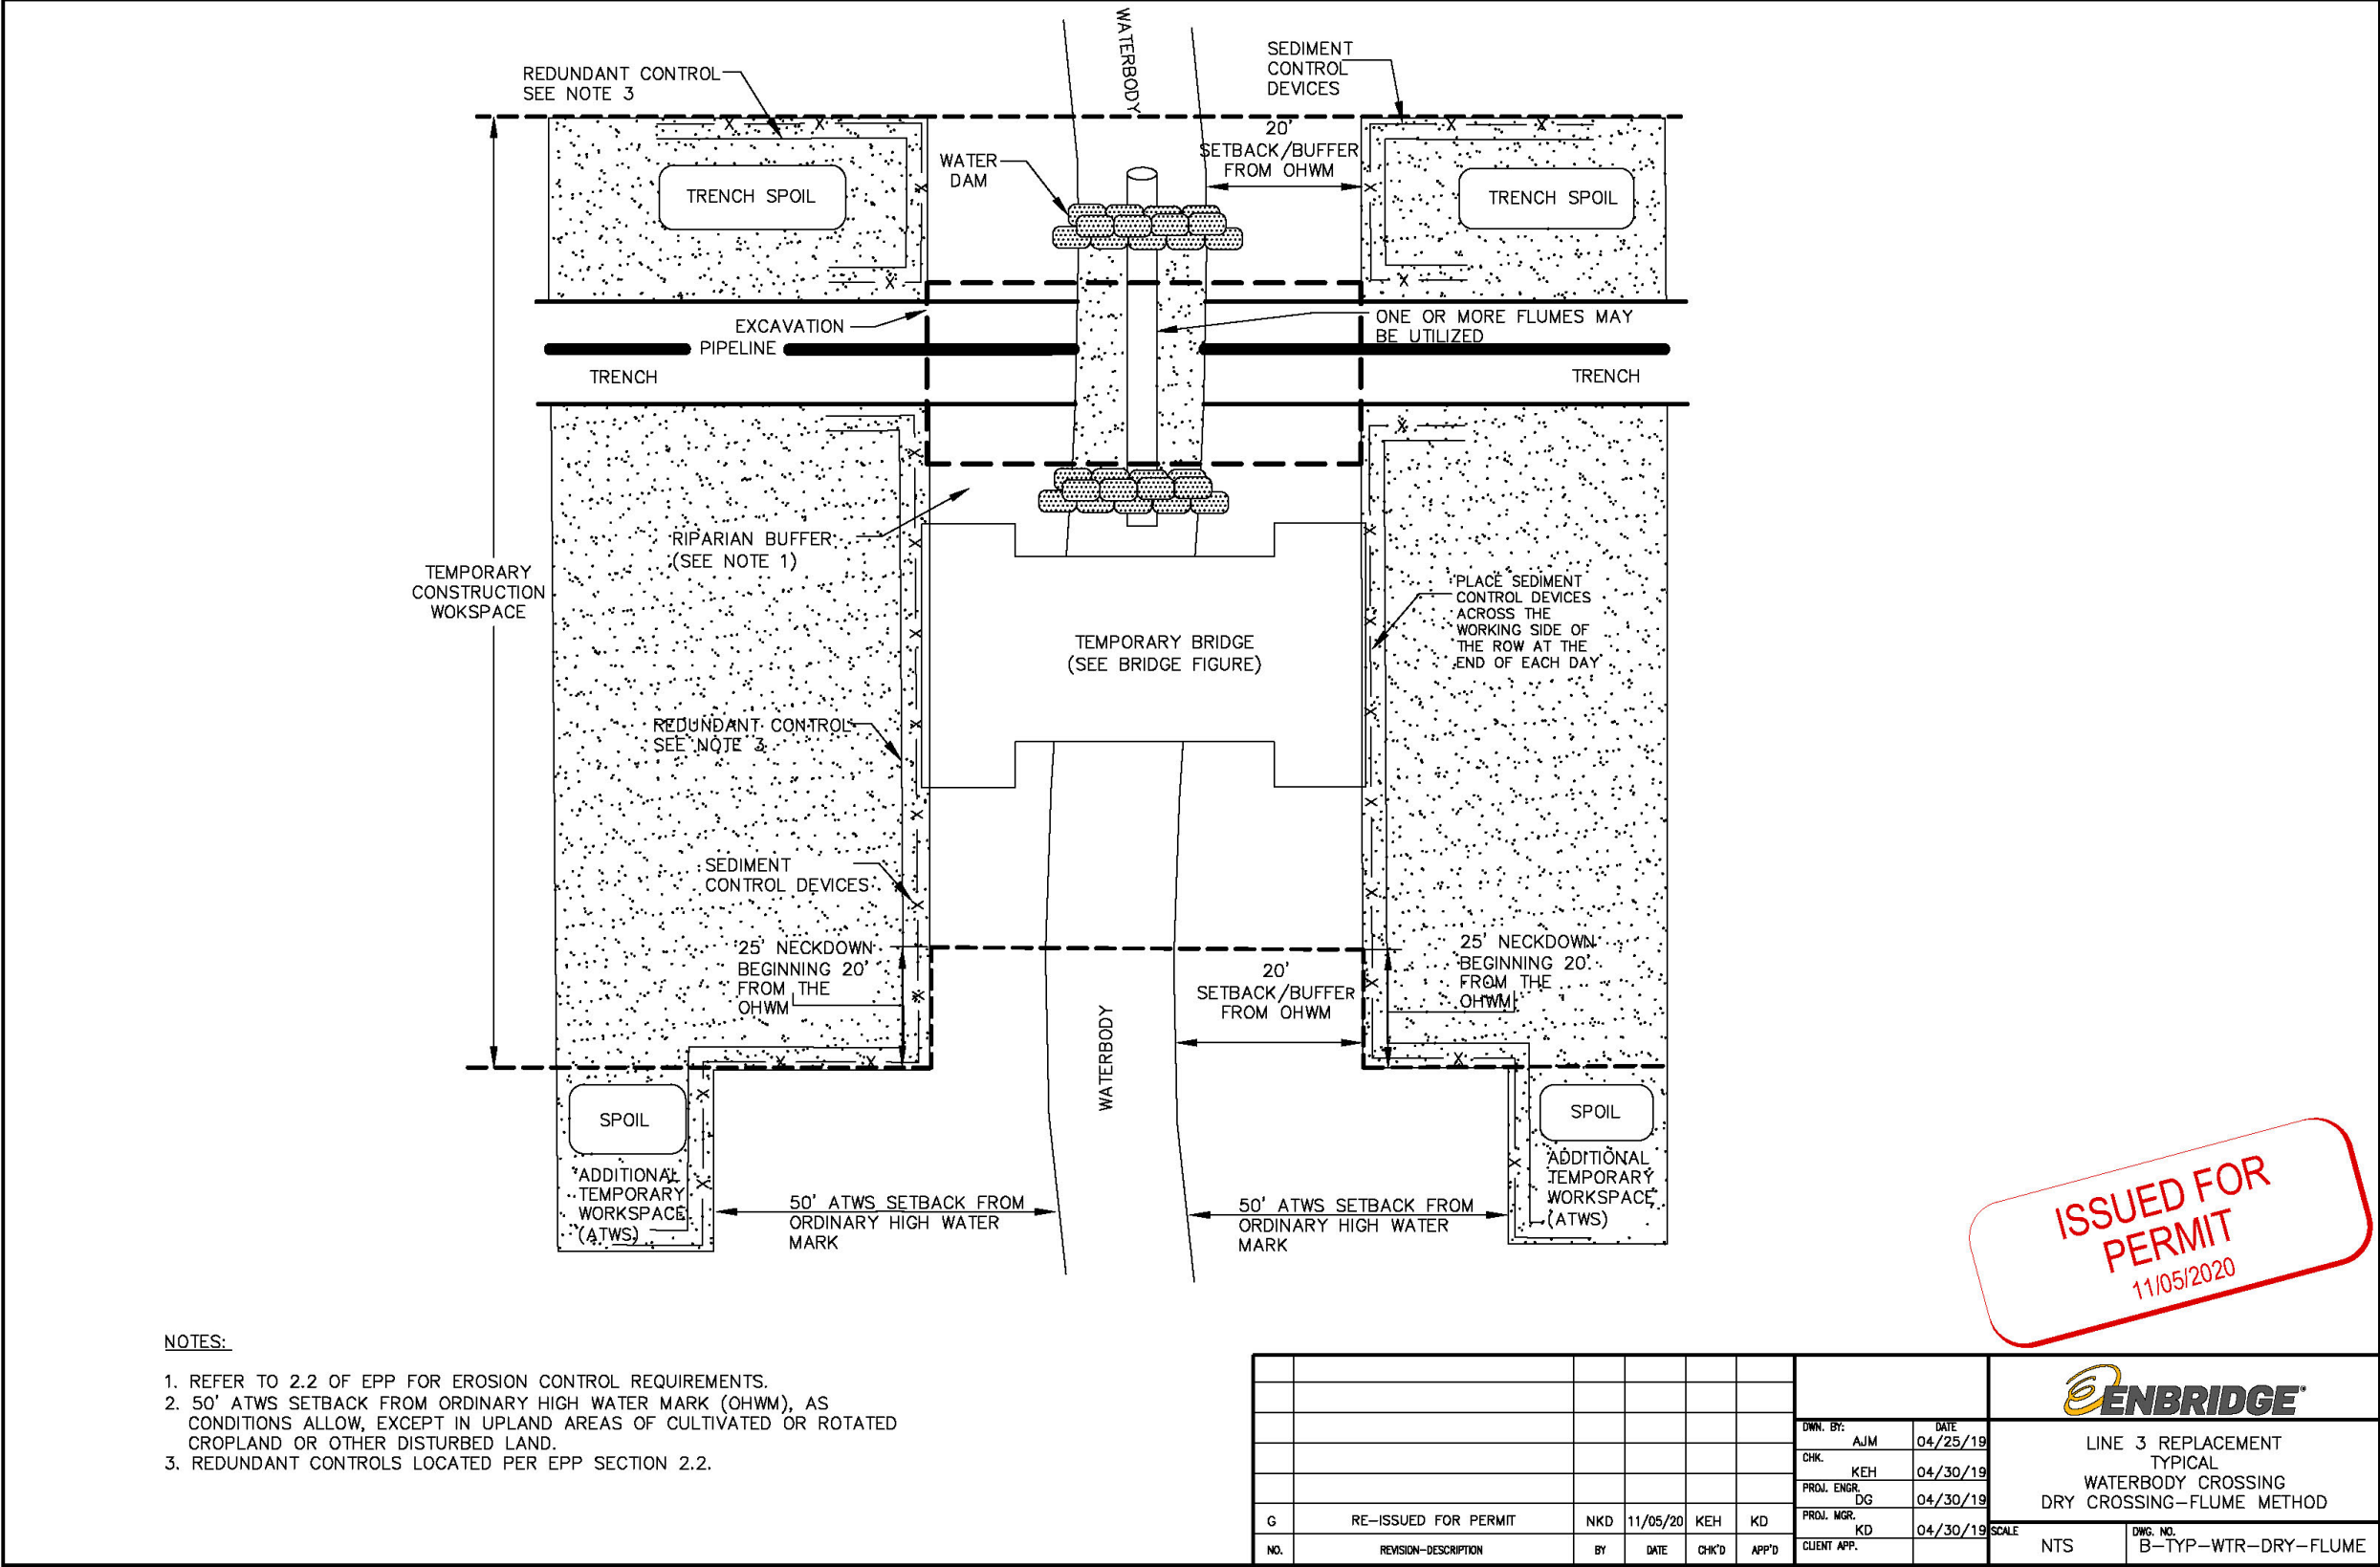 WATERBODY
SEDIMENT
CONTROL
DEVICES
REDUNDANT CONTROL
SEE NOTE 3
20'
SETBACK/BUFFER
FROM OHWM
WATER
DAM
TRENCH SPOIL
TRENCH SPOIL
EXCAVATION
ONE OR MORE FLUMES MAY
BE UTILIZED
PIPELINE
TRENCH
TRENCH
RIPARIAN BUFFER
(SEE NOTE 1)
TEMPORARY
CONSTRUCTION
WOKSPACE
PLACE SEDIMENT
CONTROL DEVICES
ACROSS THE
WORKING SIDE OF
THE ROW AT THE
END OF EACH DAY
TEMPORARY BRIDGE
(SEE BRIDGE FIGURE)
REDUNDANT CONTROL
SEE NOTE 3
SEDIMENT
CONTROL DEVICES
25' NECKDOWN
BEGINNING 20'
FROM THE
OHWM
20'
SETBACK/BUFFER
FROM OHWM
25' NECKDOWN
BEGINNING 20'
FROM THE
OHWM
WATERBODY
SPOIL
SPOIL
ADDITIONAL
TEMPORARY
WORKSPACE
(ATWS)
50' ATWS SETBACK FROM
ORDINARY HIGH WATER
MARK
50' ATWS SETBACK FROM
ORDINARY HIGH WATER
MARK
ADDITIONAL
TEMPORARY
WORKSPACE
(ATWS)
ISSUED FOR
PERMIT
11/05/2020
NOTES:
1. REFER TO 2.2 OF EPP FOR EROSION CONTROL REQUIREMENTS.
2. 50' ATWS SETBACK FROM ORDINARY HIGH WATER MARK (OHWM), AS
CONDITIONS ALLOW, EXCEPT IN UPLAND AREAS OF CULTIVATED OR ROTATED
CROPLAND OR OTHER DISTURBED LAND.
3. REDUNDANT CONTROLS LOCATED PER EPP SECTION 2.2.
G RE-ISSUED FOR PERMIT NKD 11/05/20 KEH KD
NO. REVISION-DESCRIPTION BY DATE CHK'D APP'D
DWN. BY: DATE
AJM 04/25/19
CHK.
KEH 04/30/19
PROJ. ENGR.
DG 04/30/19
PROJ. MGR.
KD 04/30/19
CLIENT APP.
ENBRIDGE
LINE 3 REPLACEMENT
TYPICAL
WATERBODY CROSSING
DRY CROSSING-FLUME METHOD
SCALE
NTS
DWG. NO.
B-TYP-WTR-DRY-FLUME